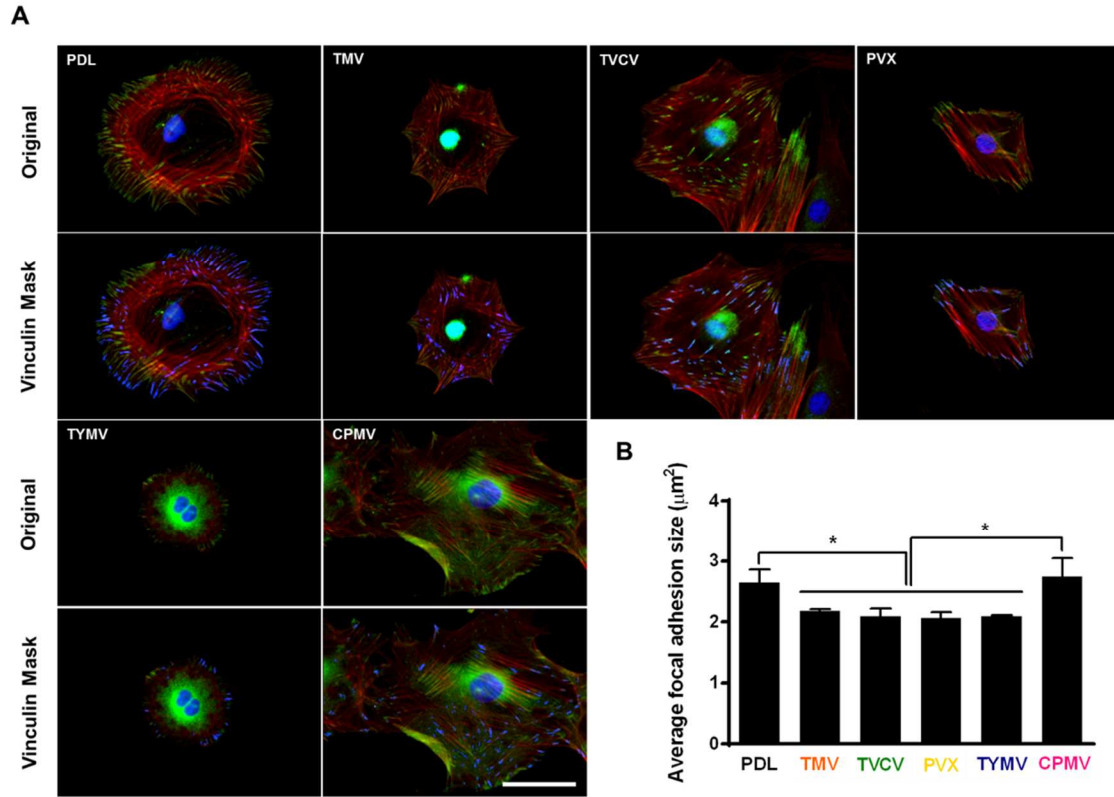 A
PDL
TMV
TVCV
PVX
Original
Vinculin Mask
TYMV
CPMV
Original
Vinculin Mask
B
Average focal adhesion size (μm²)
4
3
2
1
0
*
*
PDL
TMV
TVCV
PVX
TYMV
CPMV